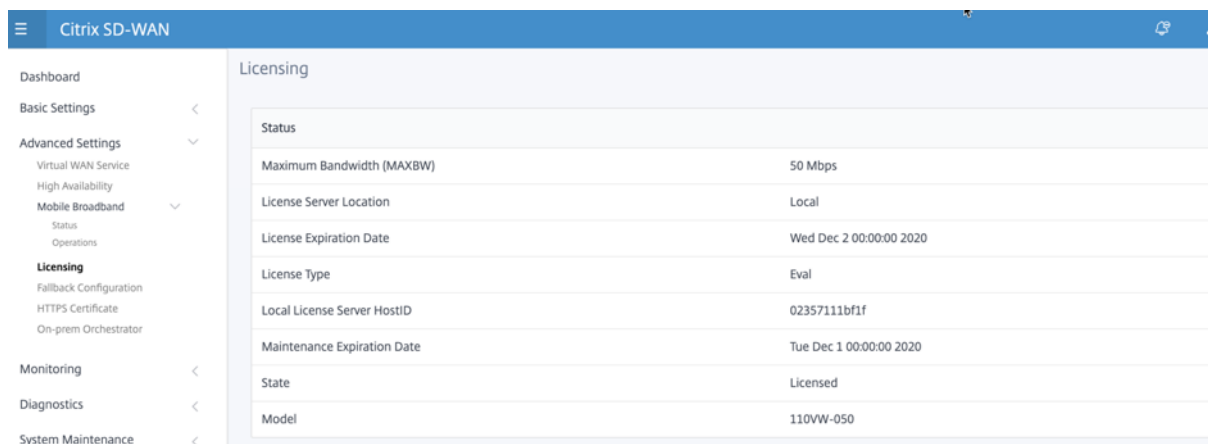 Citrix SD-WAN
Dashboard
Basic Settings
Advanced Settings
Virtual WAN Service
High Availability
Mobile Broadband
Status
Operations
Licensing
Fallback Configuration
HTTPS Certificate
On-prem Orchestrator
Monitoring
Diagnostics
System Maintenance
Licensing
Status
Maximum Bandwidth (MAXBW) 50 Mbps
License Server Location Local
License Expiration Date Wed Dec 2 00:00:00 2020
License Type Eval
Local License Server HostID 02357111bf1f
Maintenance Expiration Date Tue Dec 1 00:00:00 2020
State Licensed
Model 110VW-050